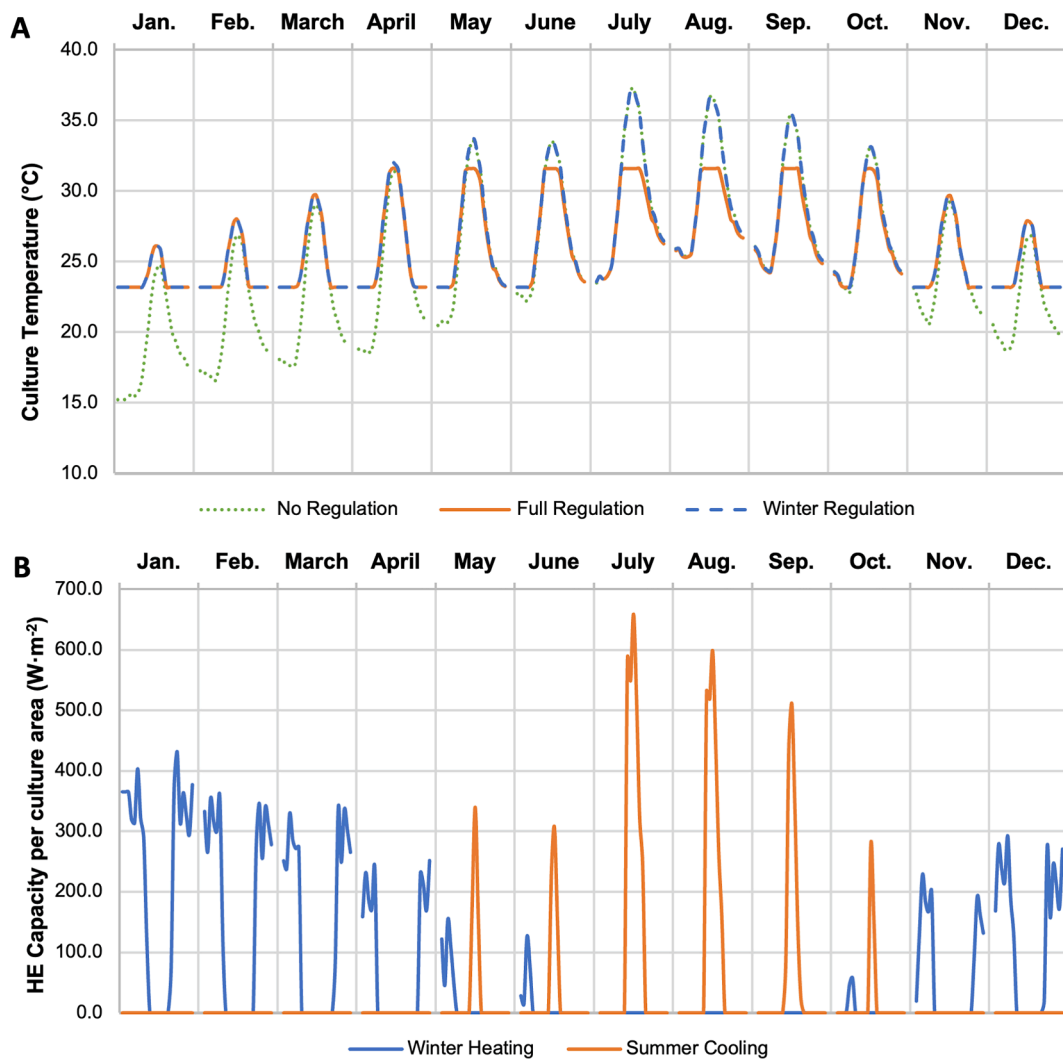 A
Jan. Feb. March April May June July Aug. Sep. Oct. Nov. Dec.
Culture Temperature (°C)
40.0
35.0
30.0
25.0
20.0
15.0
10.0
No Regulation Full Regulation Winter Regulation
B
Jan. Feb. March April May June July Aug. Sep. Oct. Nov. Dec.
HE Capacity per culture area (W·m⁻²)
700.0
600.0
500.0
400.0
300.0
200.0
100.0
0.0
Winter Heating Summer Cooling